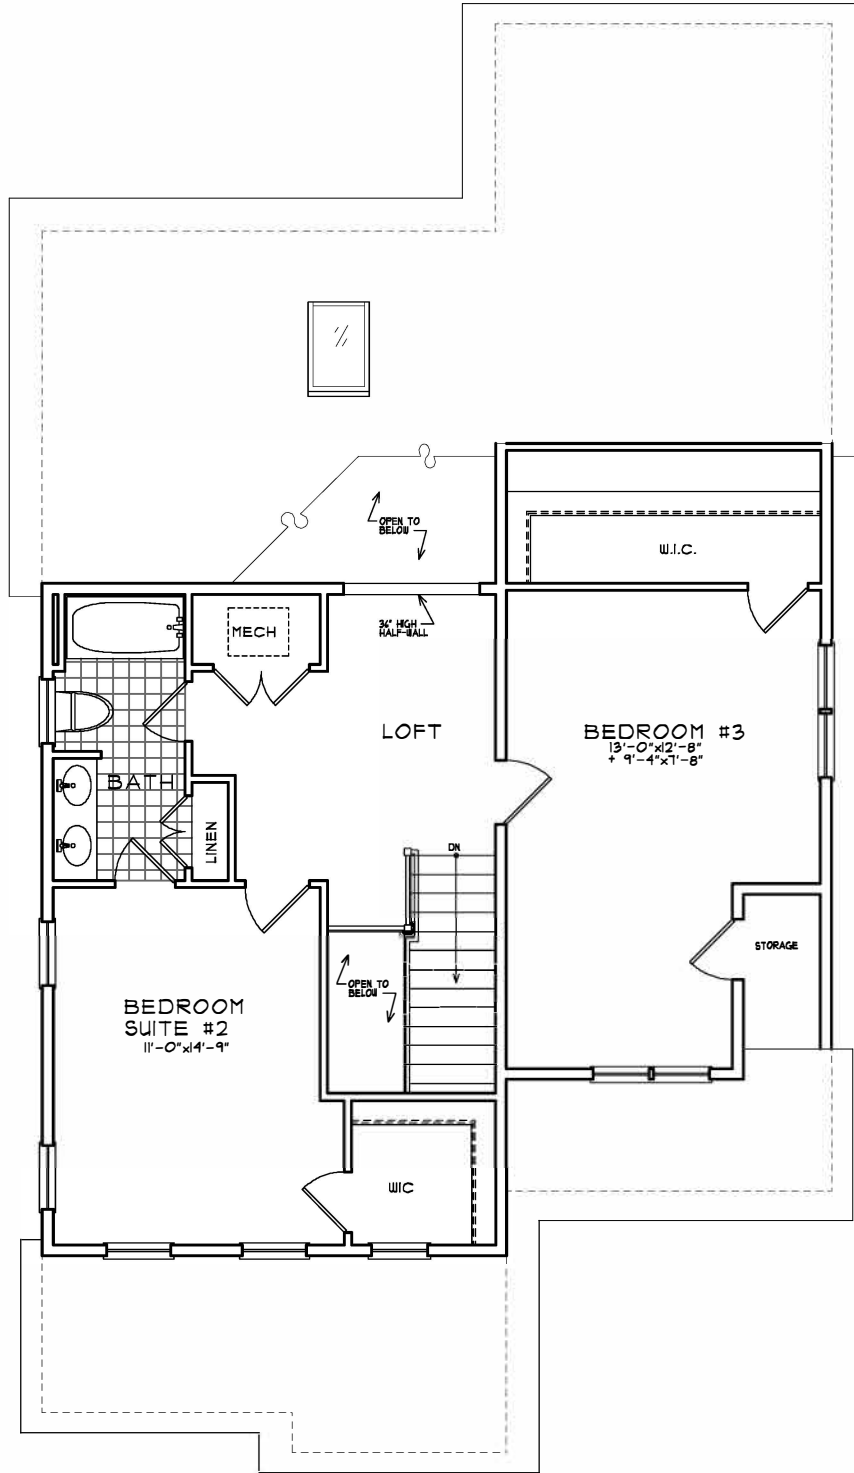 OPEN TO
BELOW
W.I.C.
36" HIGH
HALF-WALL
MECH
LOFT
BEDROOM #3
13'-0"x12'-8"
+ 9'-4"x7'-8"
BATH
LINEN
DN
STORAGE
OPEN TO
BELOW
BEDROOM
SUITE #2
11'-0"x14'-9"
WIC